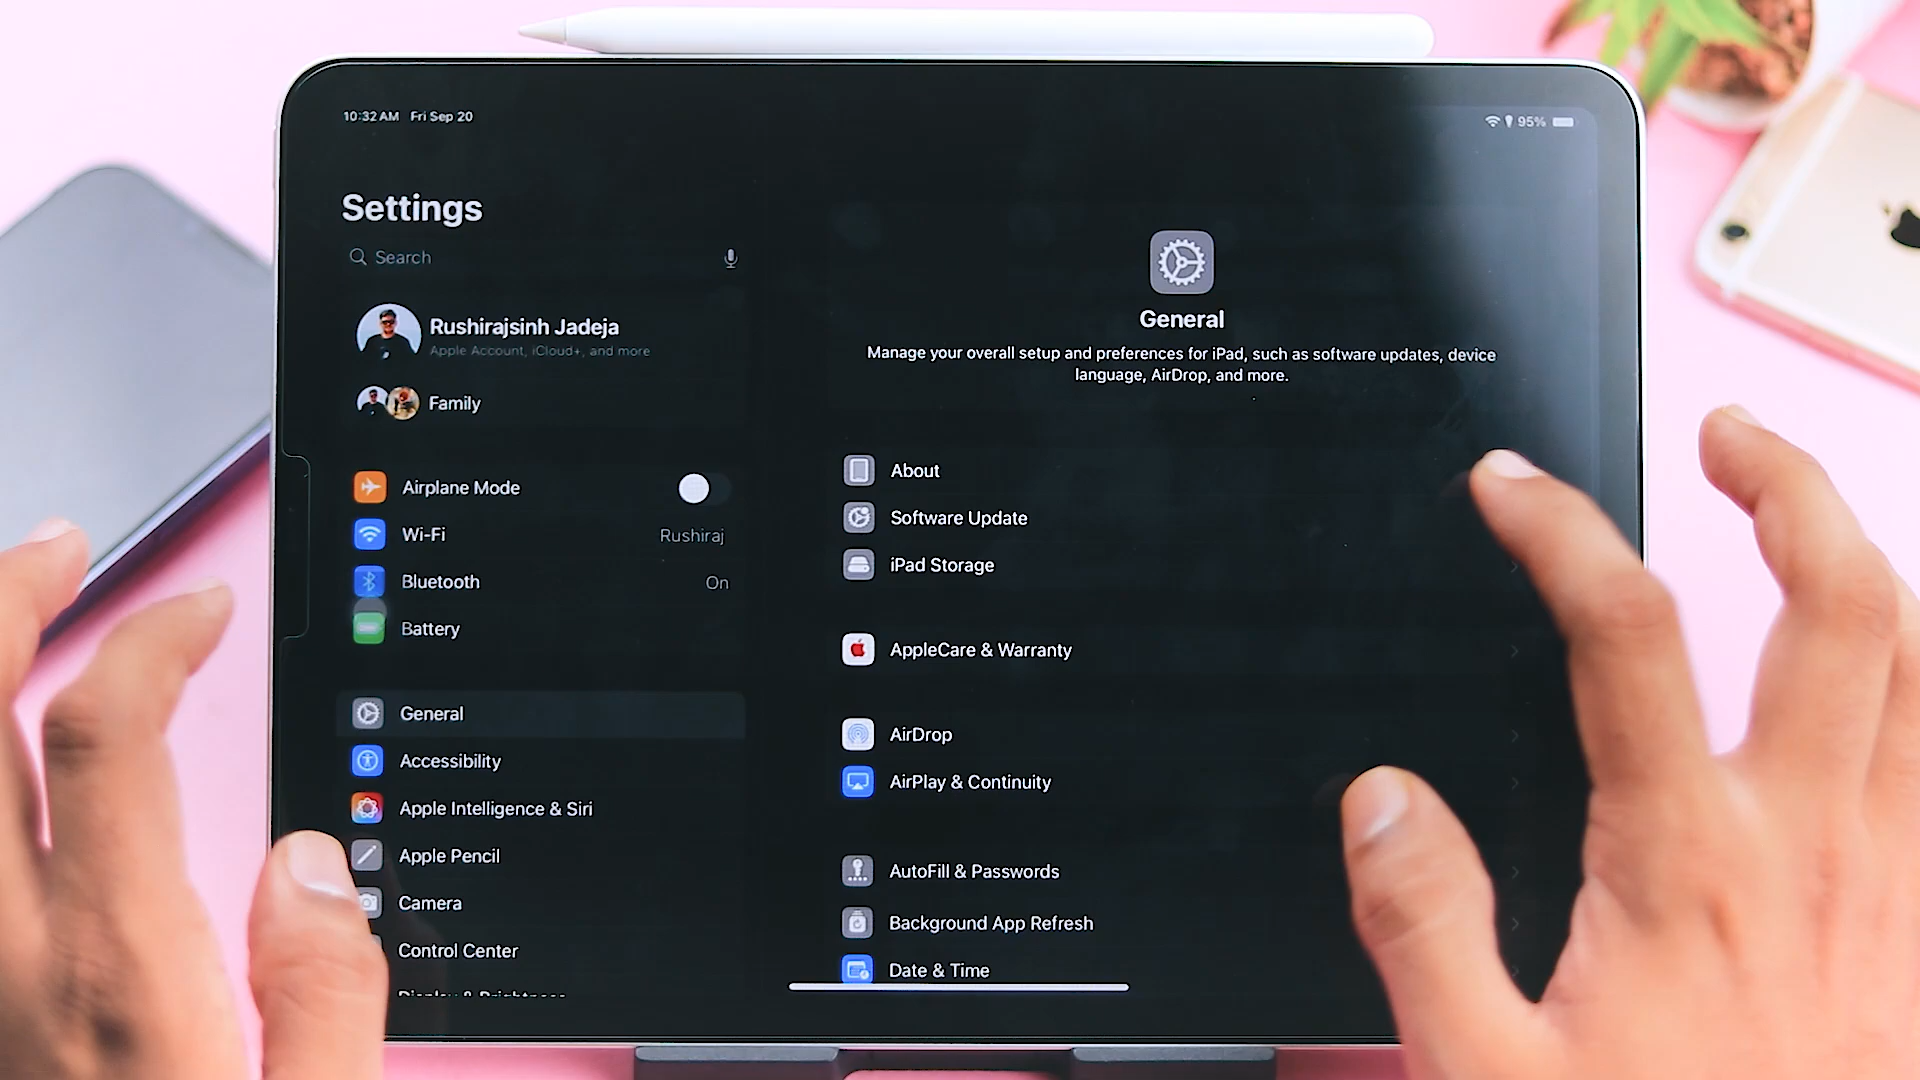 10:32 AM Fri Sep 20
95%
Settings
Search
Rushirajsinh Jadeja
Apple Account, iCloud+, and more
Family
Airplane Mode
Wi-Fi
Rushiraj
Bluetooth
On
Battery
General
Accessibility
Apple Intelligence & Siri
Apple Pencil
Camera
Control Center
General
Manage your overall setup and preferences for iPad, such as software updates, device
language, AirDrop, and more.
About
Software Update
iPad Storage
AppleCare & Warranty
AirDrop
AirPlay & Continuity
AutoFill & Passwords
Background App Refresh
Date & Time